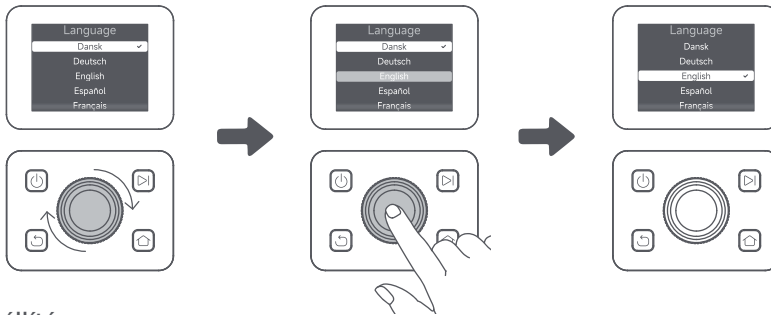 Language
Dansk ✓
Deutsch
English
Español
Français
Language
Dansk ✓
Deutsch
English
Español
Français
Language
Dansk
Deutsch
English ✓
Español
Français